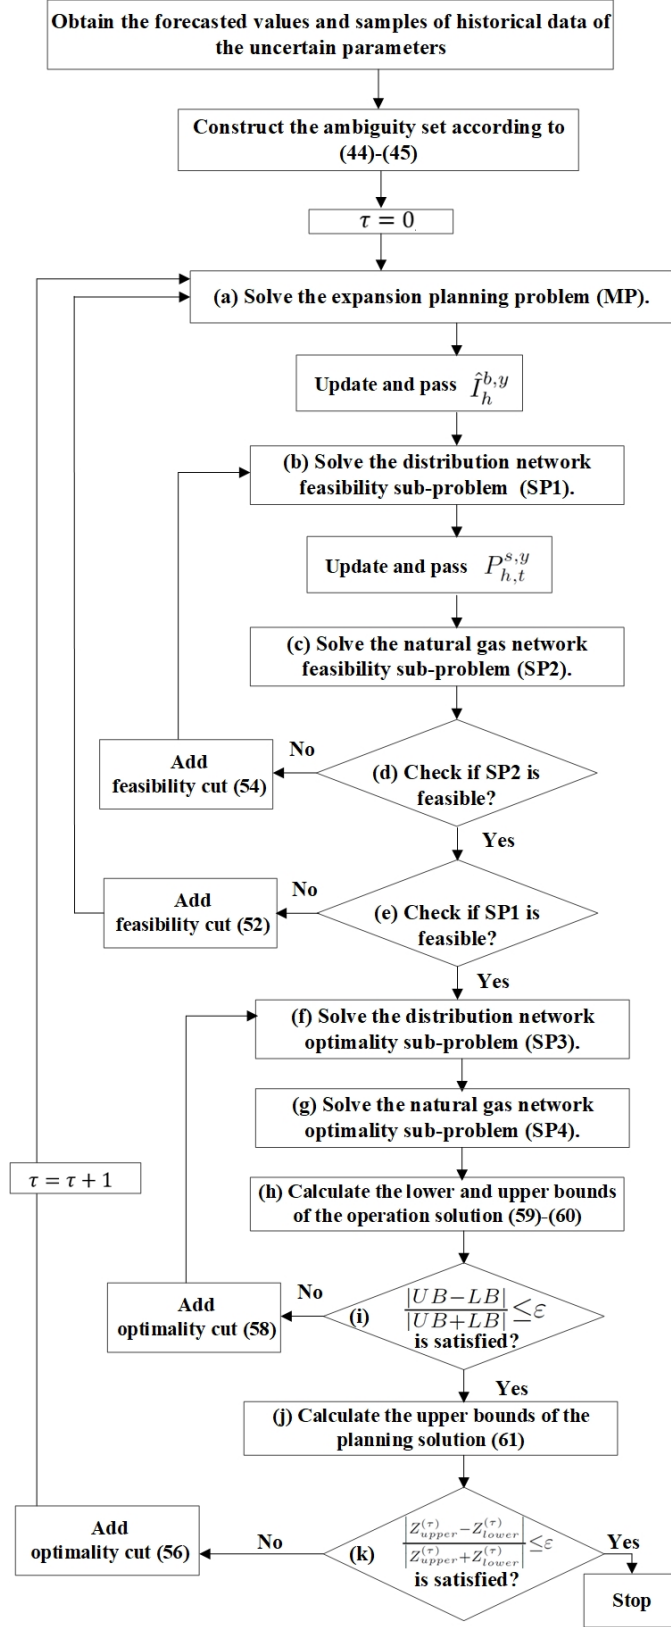 Obtain the forecasted values and samples of historical data of
the uncertain parameters
Construct the ambiguity set according to
(44)-(45)
τ = 0
(a) Solve the expansion planning problem (MP).
Update and pass Î_h^{b,y}
(b) Solve the distribution network
feasibility sub-problem (SP1).
Update and pass P_{h,t}^{s,y}
(c) Solve the natural gas network
feasibility sub-problem (SP2).
No
Add
feasibility cut (54)
(d) Check if SP2 is
feasible?
Yes
No
Add
feasibility cut (52)
(e) Check if SP1 is
feasible?
Yes
(f) Solve the distribution network
optimality sub-problem (SP3).
(g) Solve the natural gas network
optimality sub-problem (SP4).
τ = τ + 1
(h) Calculate the lower and upper bounds
of the operation solution (59)-(60)
No
Add
optimality cut (58)
(i) |UB−LB| / |UB+LB| ≤ ε
is satisfied?
Yes
(j) Calculate the upper bounds of the
planning solution (61)
Add
optimality cut (56)
No
(k) |Z_{upper}^{(τ)} − Z_{lower}^{(τ)}| / |Z_{upper}^{(τ)} + Z_{lower}^{(τ)}| ≤ ε
is satisfied?
Yes
Stop